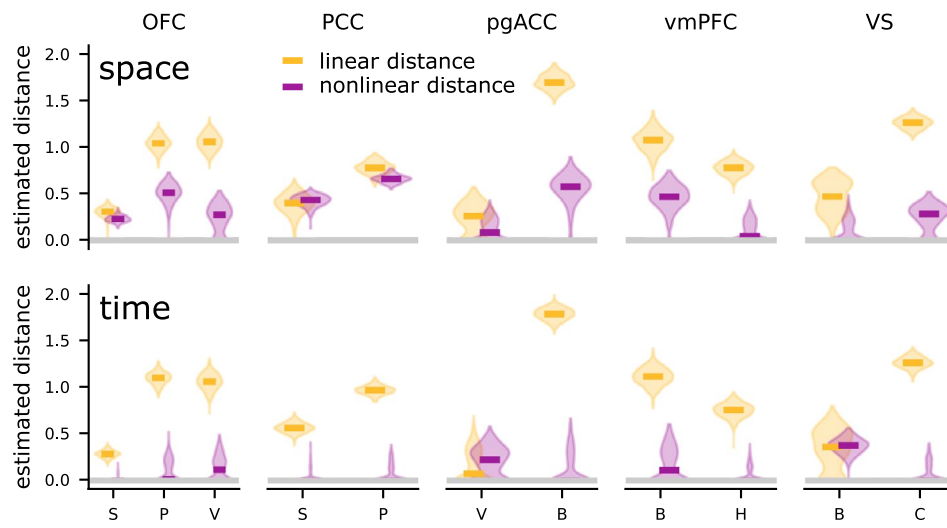 OFC PCC pgACC vmPFC VS
estimated distance
2.0
1.5
1.0
0.5
0.0
space
linear distance
nonlinear distance
estimated distance
2.0
1.5
1.0
0.5
0.0
time
S P V S P V B B H B C